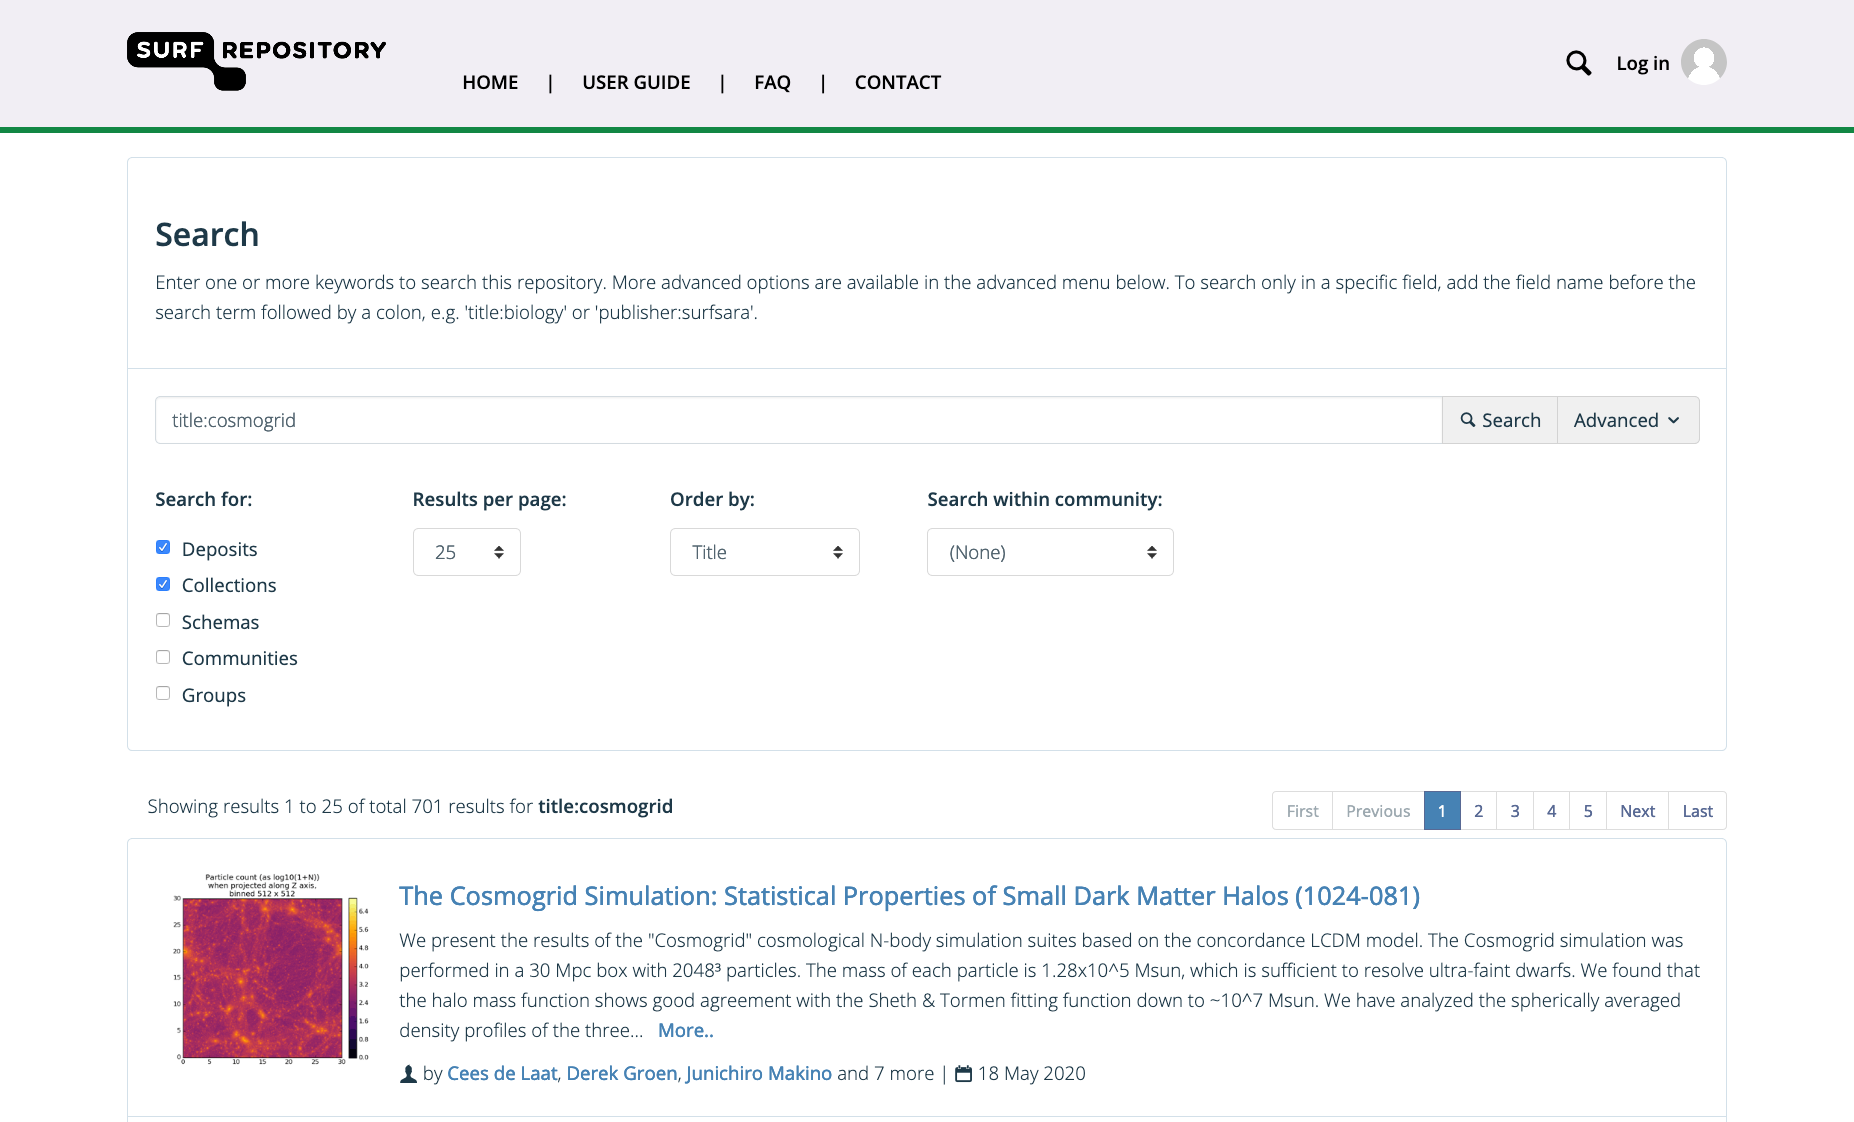 SURF REPOSITORY
HOME | USER GUIDE | FAQ | CONTACT
Log in
Search
Enter one or more keywords to search this repository. More advanced options are available in the advanced menu below. To search only in a specific field, add the field name before the
search term followed by a colon, e.g. 'title:biology' or 'publisher:surfsara'.
title:cosmogrid
Search
Advanced
Search for:
Deposits
Collections
Schemas
Communities
Groups
Results per page:
25
Order by:
Title
Search within community:
(None)
Showing results 1 to 25 of total 701 results for title:cosmogrid
First Previous 1 2 3 4 5 Next Last
Particle count (as log10(1+N))
when projected along Z axis,
binned 512 x 512
30
25
20
15
10
5
0
0 5 10 15 20 25 30
6.4
5.6
4.8
4.0
3.2
2.4
1.6
0.8
0.0
The Cosmogrid Simulation: Statistical Properties of Small Dark Matter Halos (1024-081)
We present the results of the "Cosmogrid" cosmological N-body simulation suites based on the concordance LCDM model. The Cosmogrid simulation was
performed in a 30 Mpc box with 2048³ particles. The mass of each particle is 1.28x10^5 Msun, which is sufficient to resolve ultra-faint dwarfs. We found that
the halo mass function shows good agreement with the Sheth & Tormen fitting function down to ~10^7 Msun. We have analyzed the spherically averaged
density profiles of the three... More..
by Cees de Laat, Derek Groen, Junichiro Makino and 7 more | 18 May 2020